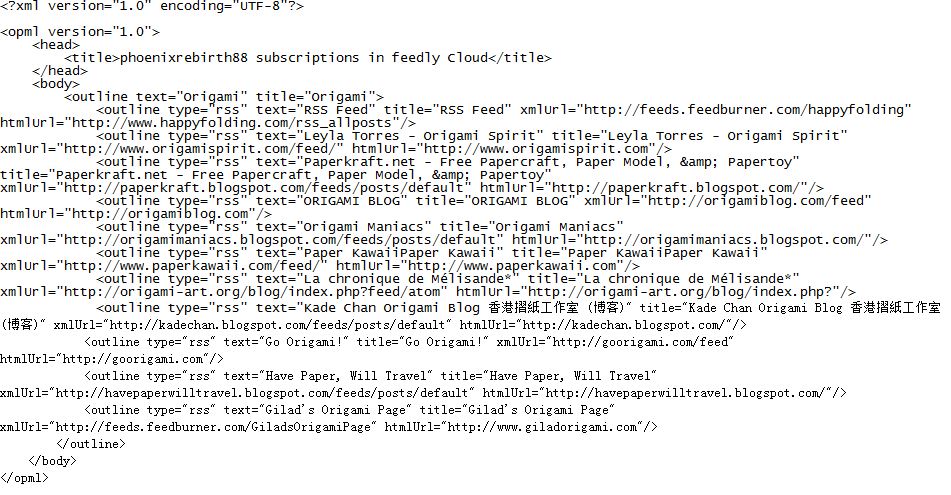 <?xml version="1.0" encoding="UTF-8"?>

<opml version="1.0">
    <head>
        <title>phoenixrebirth88 subscriptions in feedly Cloud</title>
    </head>
    <body>
        <outline text="Origami" title="Origami">
            <outline type="rss" text="RSS Feed" title="RSS Feed" xmlUrl="http://feeds.feedburner.com/happyfolding"
htmlUrl="http://www.happyfolding.com/rss_allposts"/>
            <outline type="rss" text="Leyla Torres - Origami Spirit" title="Leyla Torres - Origami Spirit"
xmlUrl="http://www.origamispirit.com/feed/" htmlUrl="http://www.origamispirit.com"/>
            <outline type="rss" text="Paperkraft.net - Free Papercraft, Paper Model, &amp; Papertoy"
title="Paperkraft.net - Free Papercraft, Paper Model, &amp; Papertoy"
xmlUrl="http://paperkraft.blogspot.com/feeds/posts/default" htmlUrl="http://paperkraft.blogspot.com/"/>
            <outline type="rss" text="ORIGAMI BLOG" title="ORIGAMI BLOG" xmlUrl="http://origamiblog.com/feed"
htmlUrl="http://origamiblog.com"/>
            <outline type="rss" text="Origami Maniacs" title="Origami Maniacs"
xmlUrl="http://origamimaniacs.blogspot.com/feeds/posts/default" htmlUrl="http://origamimaniacs.blogspot.com/"/>
            <outline type="rss" text="Paper KawaiiPaper Kawaii" title="Paper KawaiiPaper Kawaii"
xmlUrl="http://www.paperkawaii.com/feed/" htmlUrl="http://www.paperkawaii.com"/>
            <outline type="rss" text="La chronique de Mélisande*" title="La chronique de Mélisande*"
xmlUrl="http://origami-art.org/blog/index.php?feed/atom" htmlUrl="http://origami-art.org/blog/index.php?"/>
            <outline type="rss" text="Kade Chan Origami Blog 香港摺紙工作室 (博客)" title="Kade Chan Origami Blog 香港摺紙工作室
(博客)" xmlUrl="http://kadechan.blogspot.com/feeds/posts/default" htmlUrl="http://kadechan.blogspot.com/"/>
            <outline type="rss" text="Go Origami!" title="Go Origami!" xmlUrl="http://goorigami.com/feed"
htmlUrl="http://goorigami.com"/>
            <outline type="rss" text="Have Paper, Will Travel" title="Have Paper, Will Travel"
xmlUrl="http://havepaperwilltravel.blogspot.com/feeds/posts/default" htmlUrl="http://havepaperwilltravel.blogspot.com/"/>
            <outline type="rss" text="Gilad's Origami Page" title="Gilad's Origami Page"
xmlUrl="http://feeds.feedburner.com/GiladsOrigamiPage" htmlUrl="http://www.giladorigami.com"/>
        </outline>
    </body>
</opml>